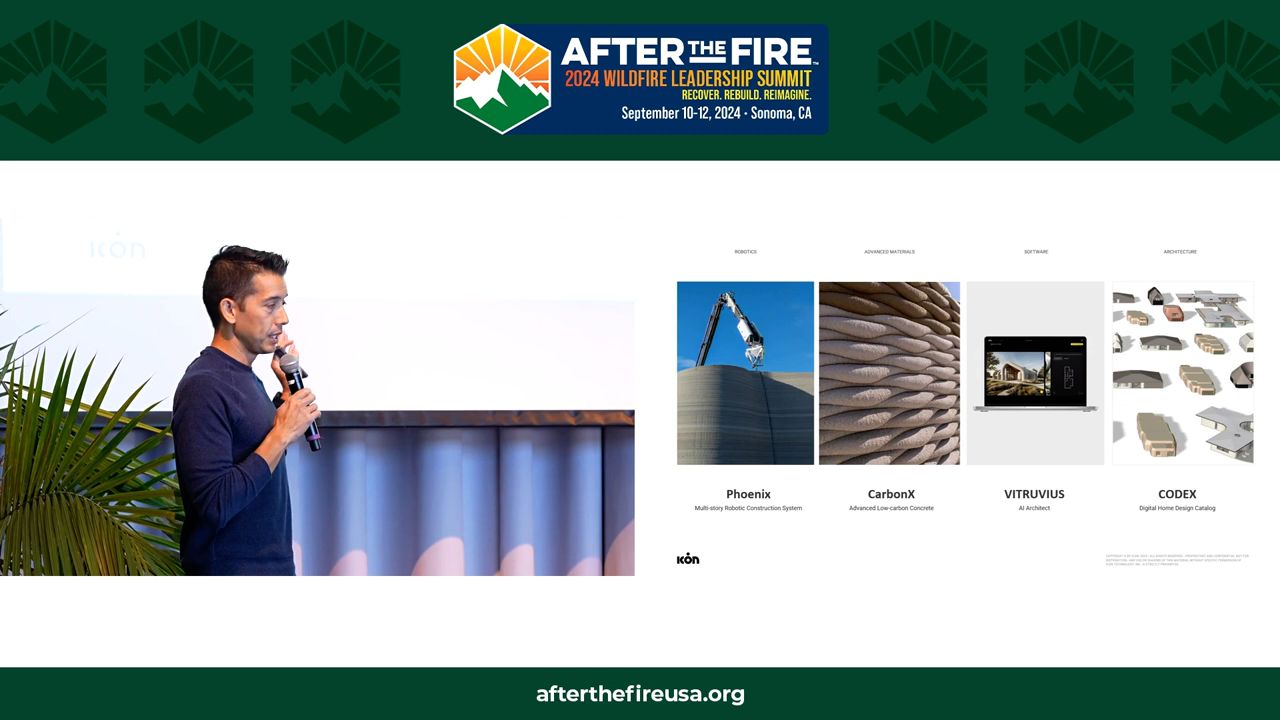 AFTER THE FIRE™
2024 WILDFIRE LEADERSHIP SUMMIT
RECOVER. REBUILD. REIMAGINE.
September 10-12, 2024 · Sonoma, CA
ICON
ROBOTICS
ADVANCED MATERIALS
SOFTWARE
ARCHITECTURE
Phoenix
CarbonX
VITRUVIUS
CODEX
Multi-story Robotic Construction System
Advanced Low-carbon Concrete
AI Architect
Digital Home Design Catalog
ICON
afterthefireusa.org